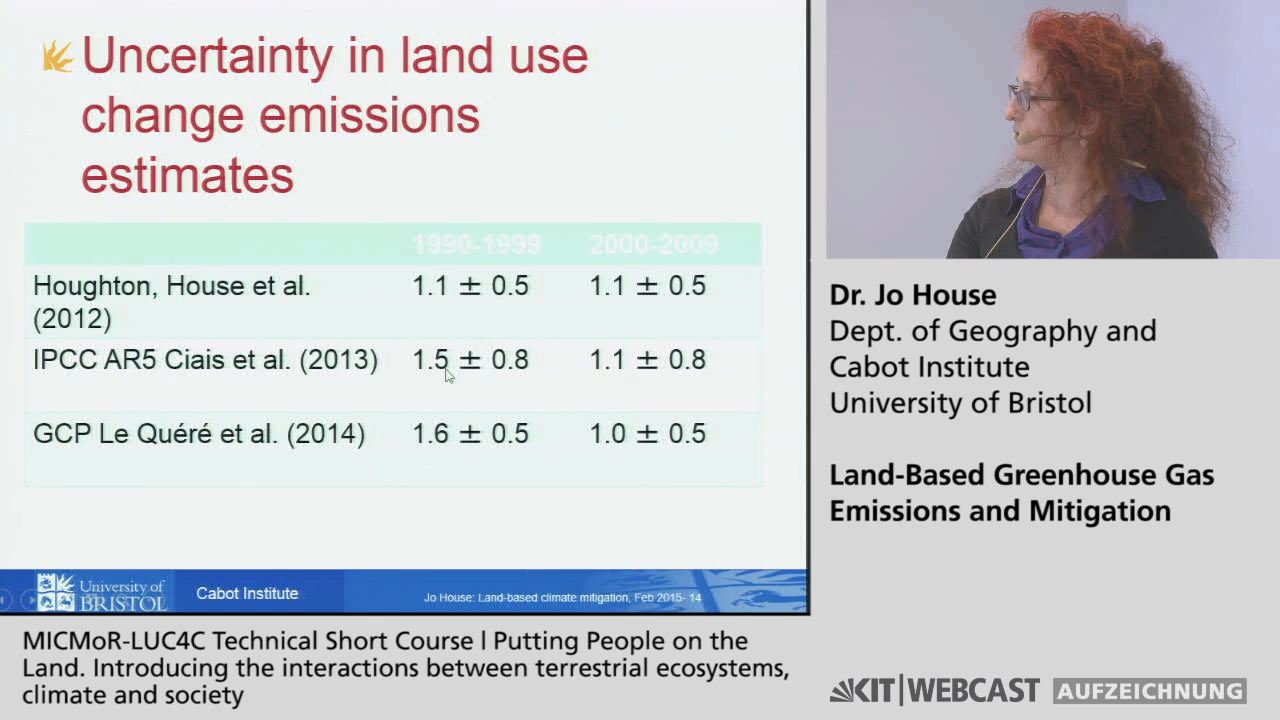 Uncertainty in land use
change emissions
estimates
1990-1999 2000-2009
Houghton, House et al. 1.1 ± 0.5 1.1 ± 0.5
(2012)
IPCC AR5 Ciais et al. (2013) 1.5 ± 0.8 1.1 ± 0.8
GCP Le Quéré et al. (2014) 1.6 ± 0.5 1.0 ± 0.5
University of
BRISTOL
Cabot Institute
Jo House: Land-based climate mitigation, Feb 2015- 14
Dr. Jo House
Dept. of Geography and
Cabot Institute
University of Bristol
Land-Based Greenhouse Gas
Emissions and Mitigation
MICMoR-LUC4C Technical Short Course | Putting People on the
Land. Introducing the interactions between terrestrial ecosystems,
climate and society
KIT|WEBCAST AUFZEICHNUNG